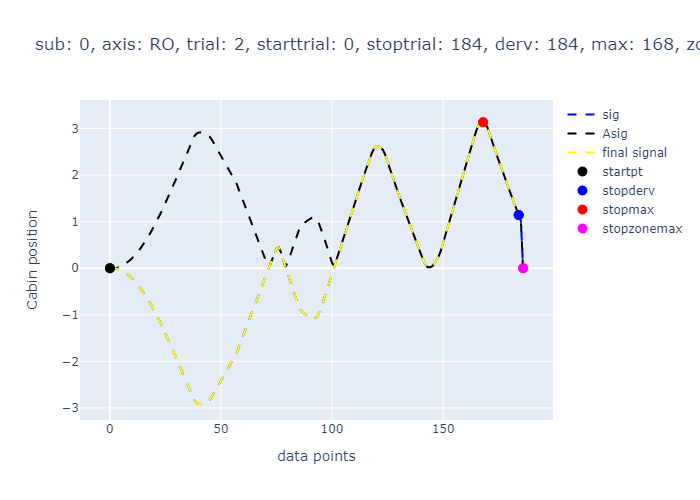 sub: 0, axis: RO, trial: 2, starttrial: 0, stoptrial: 184, derv: 184, max: 168,
sig
Asig
final signal
startpt
stopderv
stopmax
stopzonemax
Cabin position
3
2
1
0
−1
−2
−3
0
50
100
150
data points